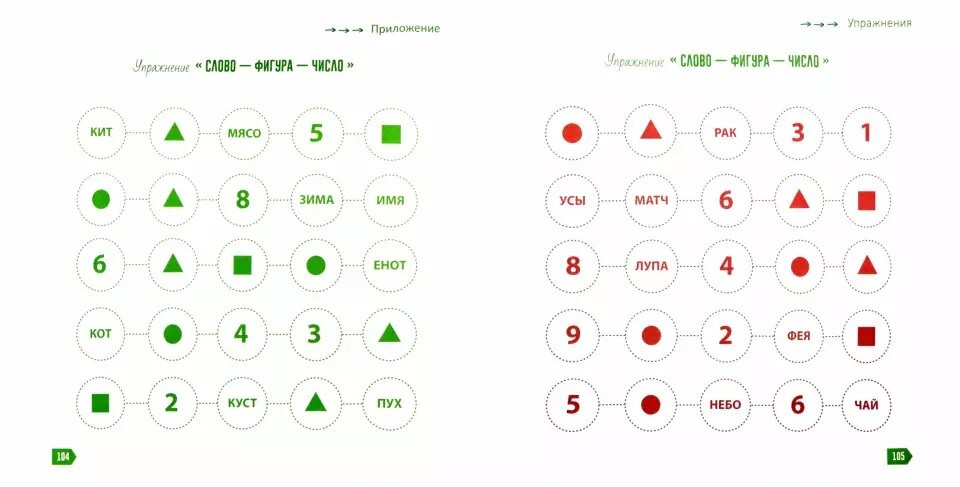 →→→ Приложение
Упражнение « СЛОВО — ФИГУРА — ЧИСЛО »
КИТ МЯСО 5
8 ЗИМА ИМЯ
6 ЕНОТ
КОТ 4 3
2 КУСТ ПУХ
104
→→→ Упражнения
Упражнение « СЛОВО — ФИГУРА — ЧИСЛО »
РАК 3 1
УСЫ МАТЧ 6
8 ЛУПА 4
9 2 ФЕЯ
5 НЕБО 6 ЧАЙ
105